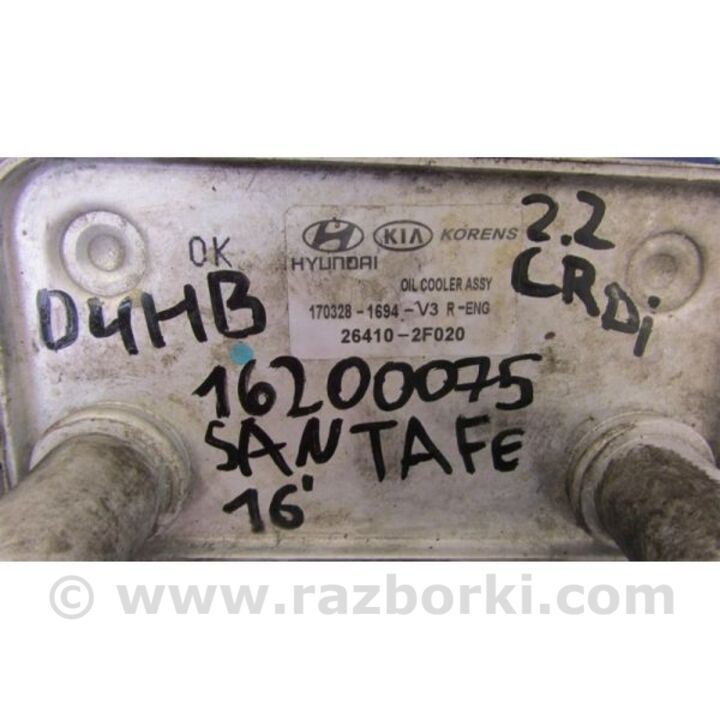 OK
D4HB
HYUNDAI KIA KORENS
OIL COOLER ASSY
170328-1694-V3 R-ENG
26410-2F020
2.2
CRDi
16200075
SANTAFE
16'
© www.razborki.com